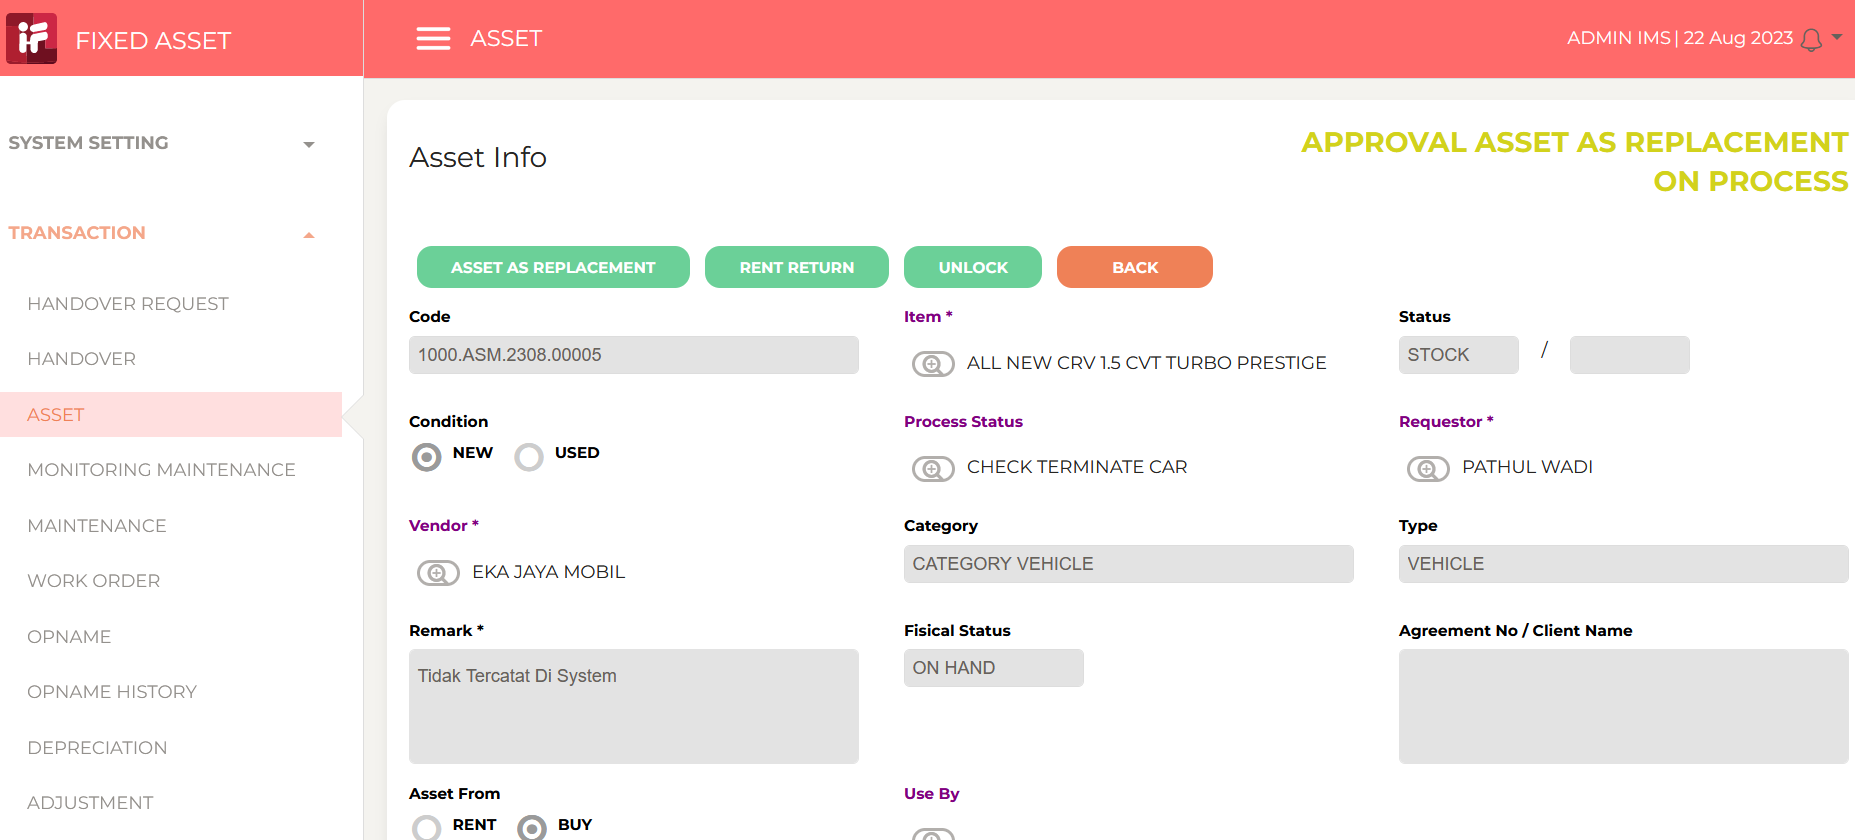 iF FIXED ASSET
ASSET
ADMIN IMS | 22 Aug 2023
SYSTEM SETTING
TRANSACTION
HANDOVER REQUEST
HANDOVER
ASSET
MONITORING MAINTENANCE
MAINTENANCE
WORK ORDER
OPNAME
OPNAME HISTORY
DEPRECIATION
ADJUSTMENT
Asset Info
APPROVAL ASSET AS REPLACEMENT
ON PROCESS
ASSET AS REPLACEMENT RENT RETURN UNLOCK BACK
Code Item * Status
1000.ASM.2308.00005 ALL NEW CRV 1.5 CVT TURBO PRESTIGE STOCK /
Condition Process Status Requestor *
NEW USED CHECK TERMINATE CAR PATHUL WADI
Vendor * Category Type
EKA JAYA MOBIL CATEGORY VEHICLE VEHICLE
Remark * Fisical Status Agreement No / Client Name
Tidak Tercatat Di System ON HAND
Asset From Use By
RENT BUY